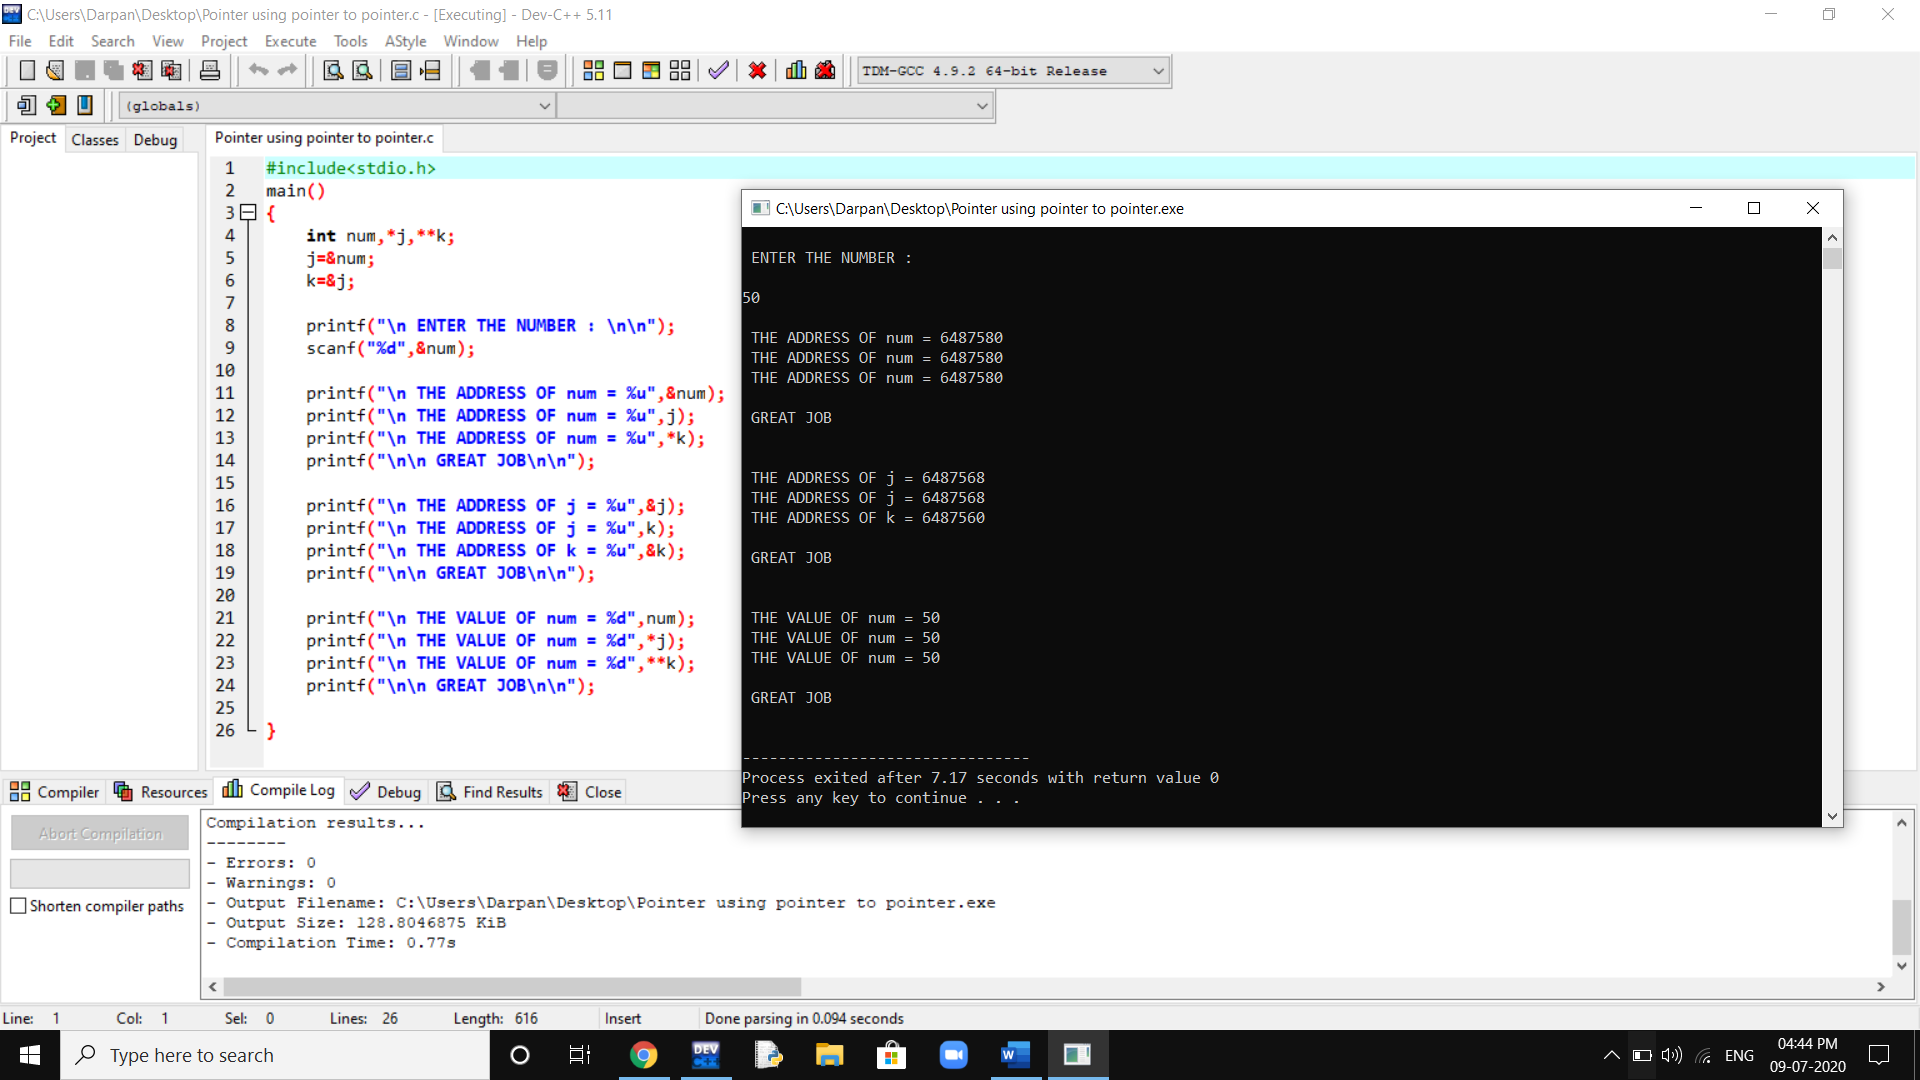 C:\Users\Darpan\Desktop\Pointer using pointer to pointer.c - [Executing] - Dev-C++ 5.11
File Edit Search View Project Execute Tools AStyle Window Help
TDM-GCC 4.9.2 64-bit Release
(globals)
Project Classes Debug
Pointer using pointer to pointer.c
1 #include<stdio.h>
2 main()
3 {
4 int num,*j,**k;
5 j=&num;
6 k=&j;
7
8 printf("\n ENTER THE NUMBER : \n\n");
9 scanf("%d",&num);
10
11 printf("\n THE ADDRESS OF num = %u",&num);
12 printf("\n THE ADDRESS OF num = %u",j);
13 printf("\n THE ADDRESS OF num = %u",*k);
14 printf("\n\n GREAT JOB\n\n");
15
16 printf("\n THE ADDRESS OF j = %u",&j);
17 printf("\n THE ADDRESS OF j = %u",k);
18 printf("\n THE ADDRESS OF k = %u",&k);
19 printf("\n\n GREAT JOB\n\n");
20
21 printf("\n THE VALUE OF num = %d",num);
22 printf("\n THE VALUE OF num = %d",*j);
23 printf("\n THE VALUE OF num = %d",**k);
24 printf("\n\n GREAT JOB\n\n");
25
26 }
C:\Users\Darpan\Desktop\Pointer using pointer to pointer.exe
ENTER THE NUMBER :
50
THE ADDRESS OF num = 6487580
THE ADDRESS OF num = 6487580
THE ADDRESS OF num = 6487580
GREAT JOB
THE ADDRESS OF j = 6487568
THE ADDRESS OF j = 6487568
THE ADDRESS OF k = 6487560
GREAT JOB
THE VALUE OF num = 50
THE VALUE OF num = 50
THE VALUE OF num = 50
GREAT JOB
--------------------------------
Process exited after 7.17 seconds with return value 0
Press any key to continue . . .
Compiler Resources Compile Log Debug Find Results Close
Abort Compilation
Shorten compiler paths
Compilation results...
--------
- Errors: 0
- Warnings: 0
- Output Filename: C:\Users\Darpan\Desktop\Pointer using pointer to pointer.exe
- Output Size: 128.8046875 KiB
- Compilation Time: 0.77s
Line: 1 Col: 1 Sel: 0 Lines: 26 Length: 616 Insert Done parsing in 0.094 seconds
Type here to search
DEV C++
W
ENG
04:44 PM
09-07-2020